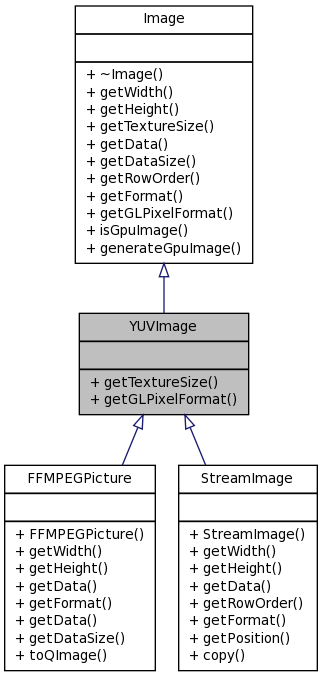 Image
+ ~Image()
+ getWidth()
+ getHeight()
+ getTextureSize()
+ getData()
+ getDataSize()
+ getRowOrder()
+ getFormat()
+ getGLPixelFormat()
+ isGpuImage()
+ generateGpuImage()
YUVImage
+ getTextureSize()
+ getGLPixelFormat()
FFMPEGPicture
+ FFMPEGPicture()
+ getWidth()
+ getHeight()
+ getData()
+ getFormat()
+ getData()
+ getDataSize()
+ toQImage()
StreamImage
+ StreamImage()
+ getWidth()
+ getHeight()
+ getData()
+ getRowOrder()
+ getFormat()
+ getPosition()
+ copy()